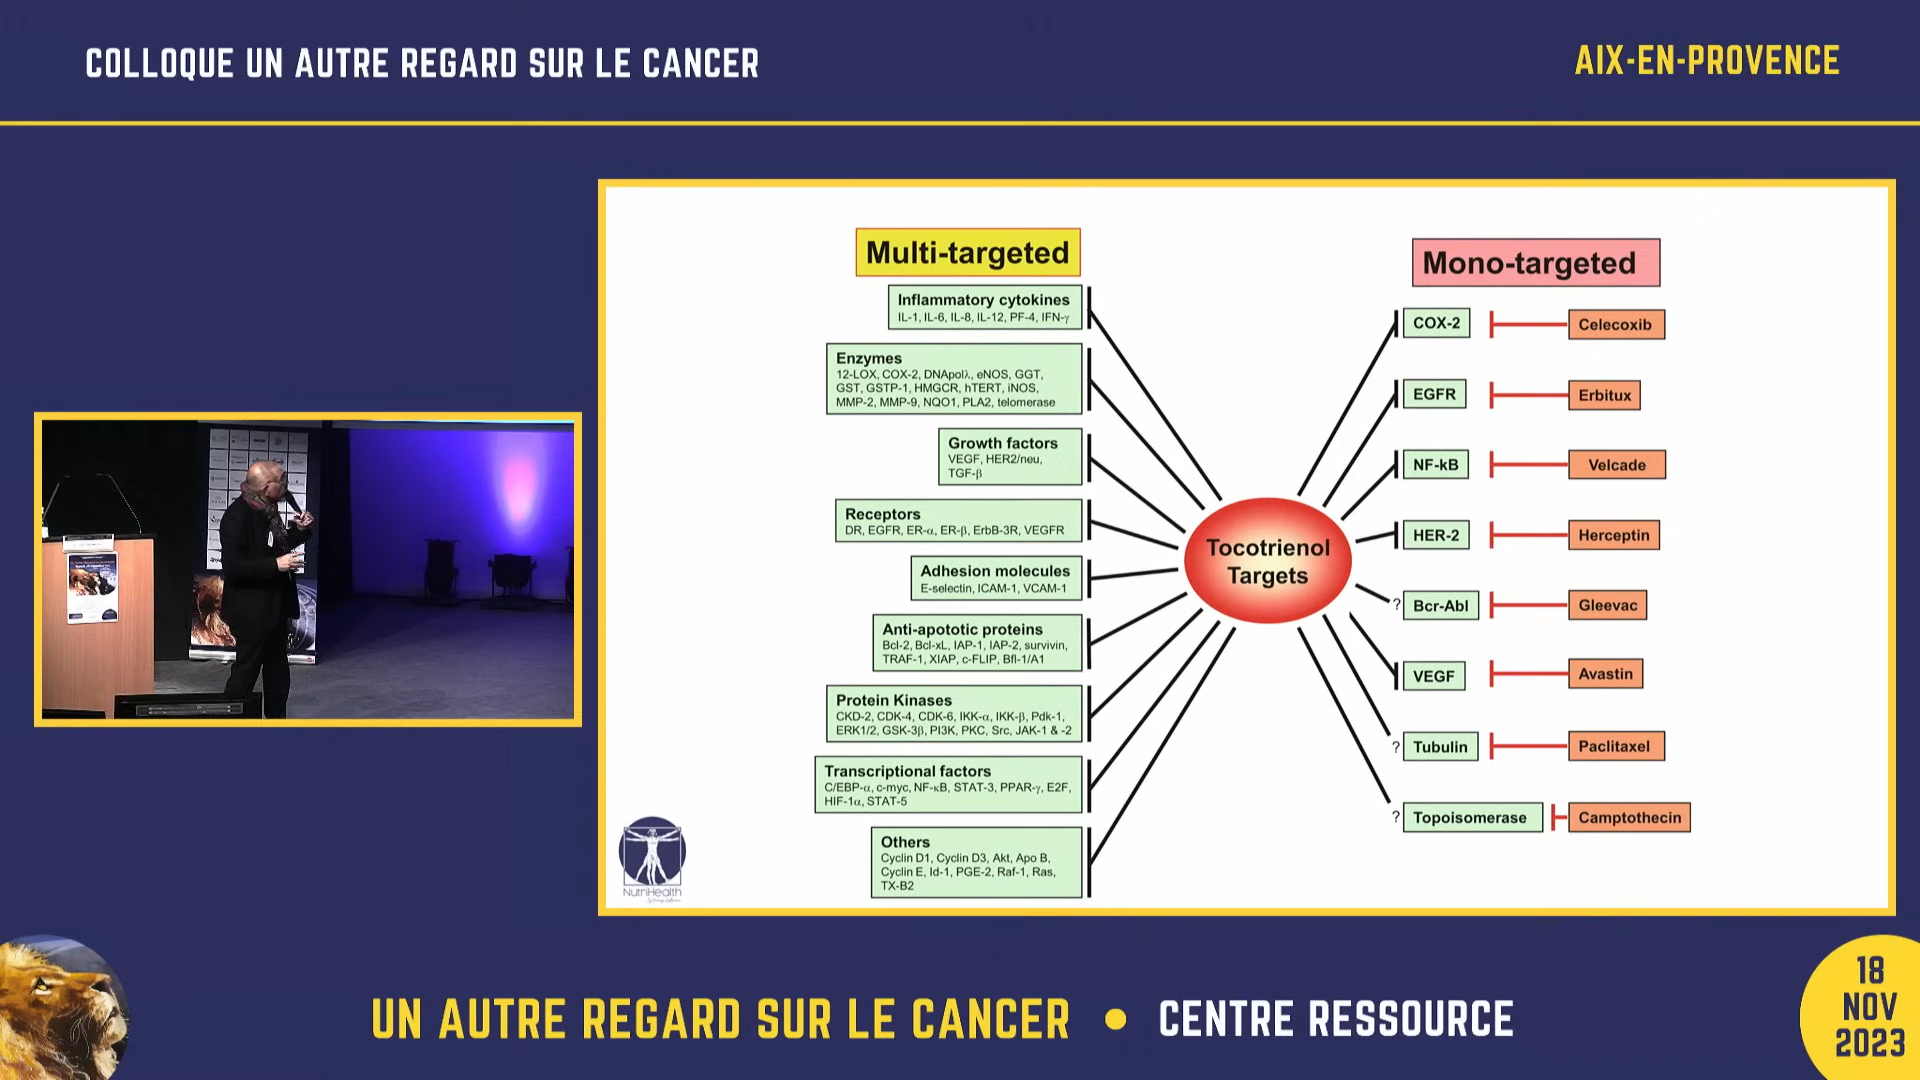 COLLOQUE UN AUTRE REGARD SUR LE CANCER
AIX-EN-PROVENCE
Multi-targeted
Inflammatory cytokines
IL-1, IL-6, IL-8, IL-12, PF-4, IFN-γ
Enzymes
12-LOX, COX-2, DNApolλ, eNOS, GGT,
GST, GSTP-1, HMGCR, hTERT, iNOS,
MMP-2, MMP-9, NQO1, PLA2, telomerase
Growth factors
VEGF, HER2/neu,
TGF-β
Receptors
DR, EGFR, ER-α, ER-β, ErbB-3R, VEGFR
Adhesion molecules
E-selectin, ICAM-1, VCAM-1
Anti-apototic proteins
Bcl-2, Bcl-xL, IAP-1, IAP-2, survivin,
TRAF-1, XIAP, c-FLIP, Bfl-1/A1
Protein Kinases
CKD-2, CDK-4, CDK-6, IKK-α, IKK-β, Pdk-1,
ERK1/2, GSK-3β, PI3K, PKC, Src, JAK-1 & -2
Transcriptional factors
C/EBP-α, c-myc, NF-κB, STAT-3, PPAR-γ, E2F,
HIF-1α, STAT-5
Others
Cyclin D1, Cyclin D3, Akt, Apo B,
Cyclin E, Id-1, PGE-2, Raf-1, Ras,
TX-B2
Tocotrienol
Targets
Mono-targeted
COX-2 Celecoxib
EGFR Erbitux
NF-kB Velcade
HER-2 Herceptin
? Bcr-Abl Gleevac
VEGF Avastin
? Tubulin Paclitaxel
? Topoisomerase Camptothecin
NutriHealth
UN AUTRE REGARD SUR LE CANCER • CENTRE RESSOURCE
18
NOV
2023